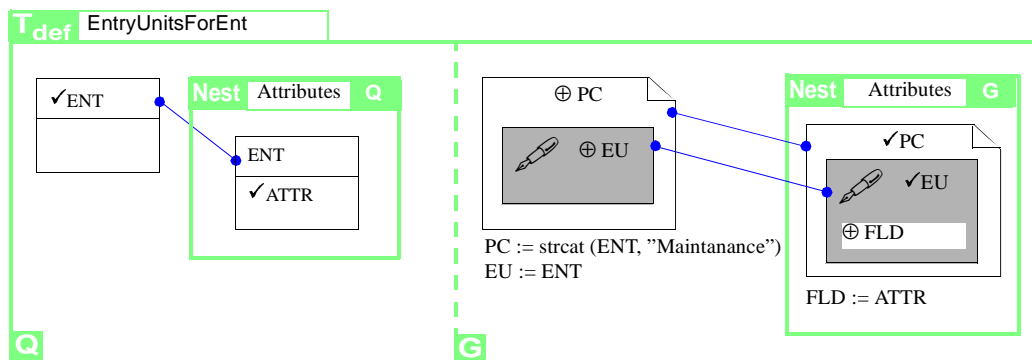 Tdef EntryUnitsForEnt
✓ENT
Nest Attributes Q
ENT
✓ATTR
⊕ PC
⊕ EU
PC := strcat (ENT, ”Maintanance”)
EU := ENT
Nest Attributes G
✓PC
✓EU
⊕ FLD
FLD := ATTR
Q
G